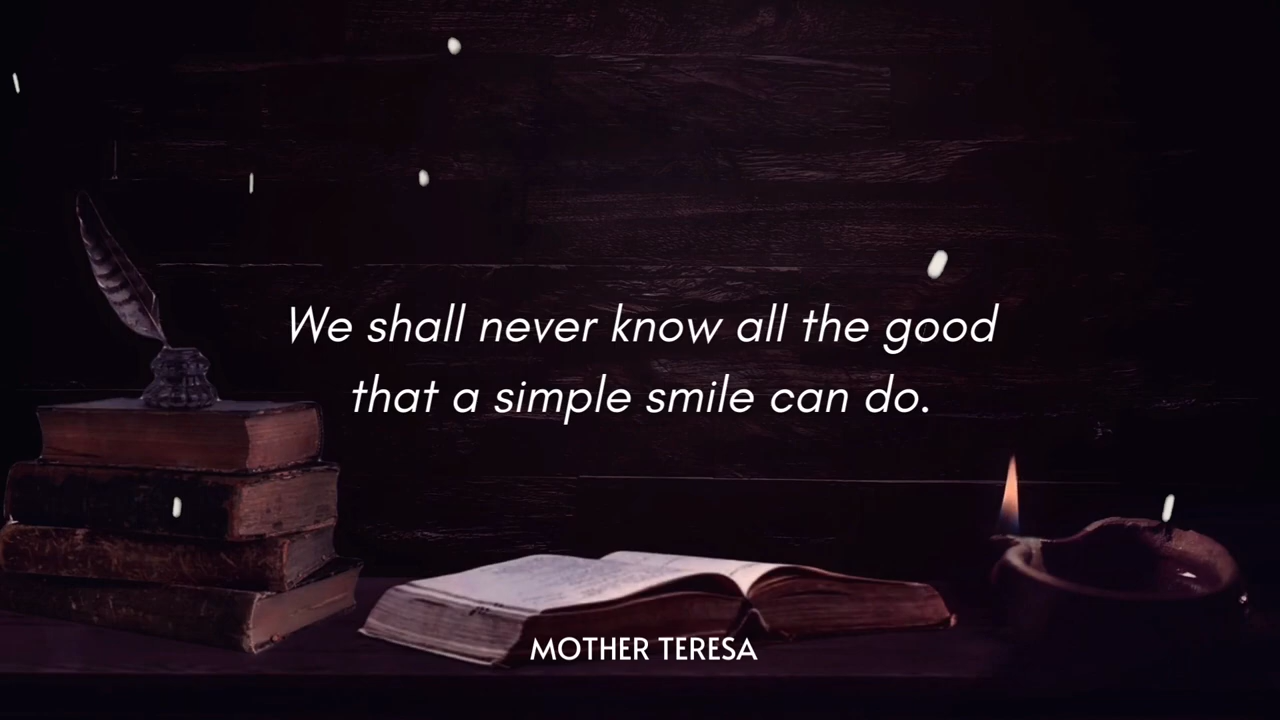 We shall never know all the good
that a simple smile can do.
MOTHER TERESA